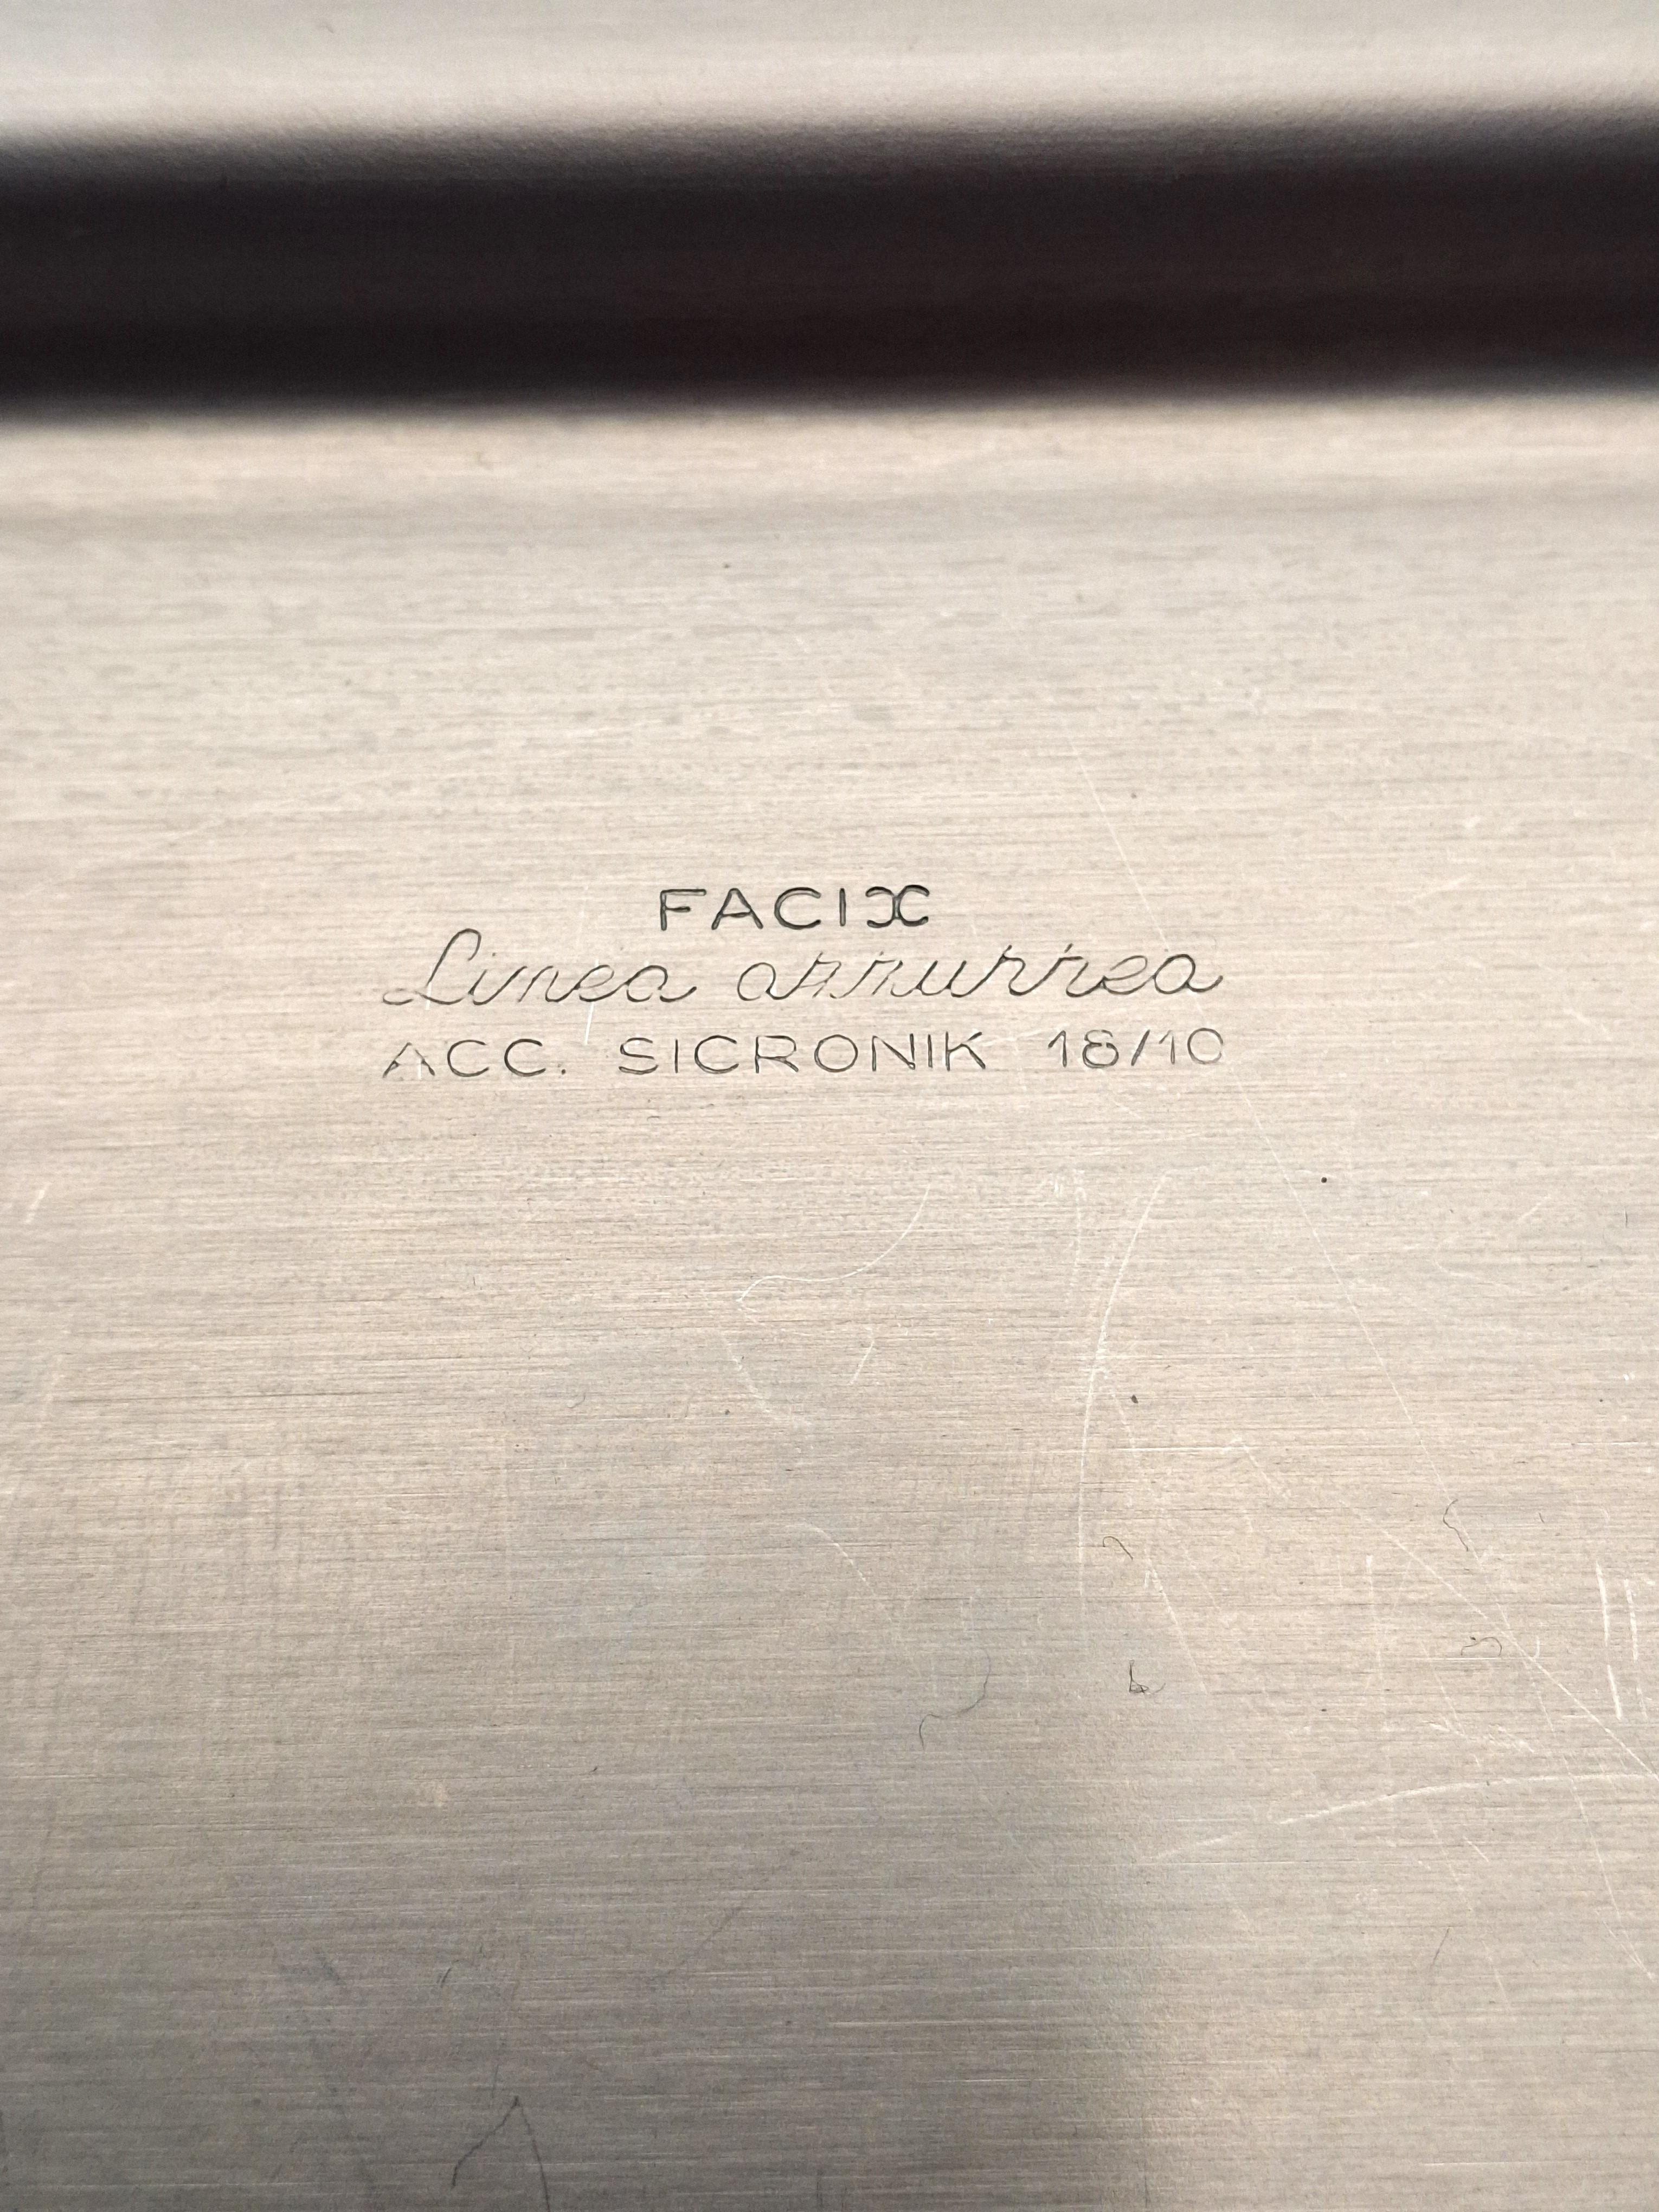 FACIX
Linea azzurrea
ACC. SICRONIK 18/10